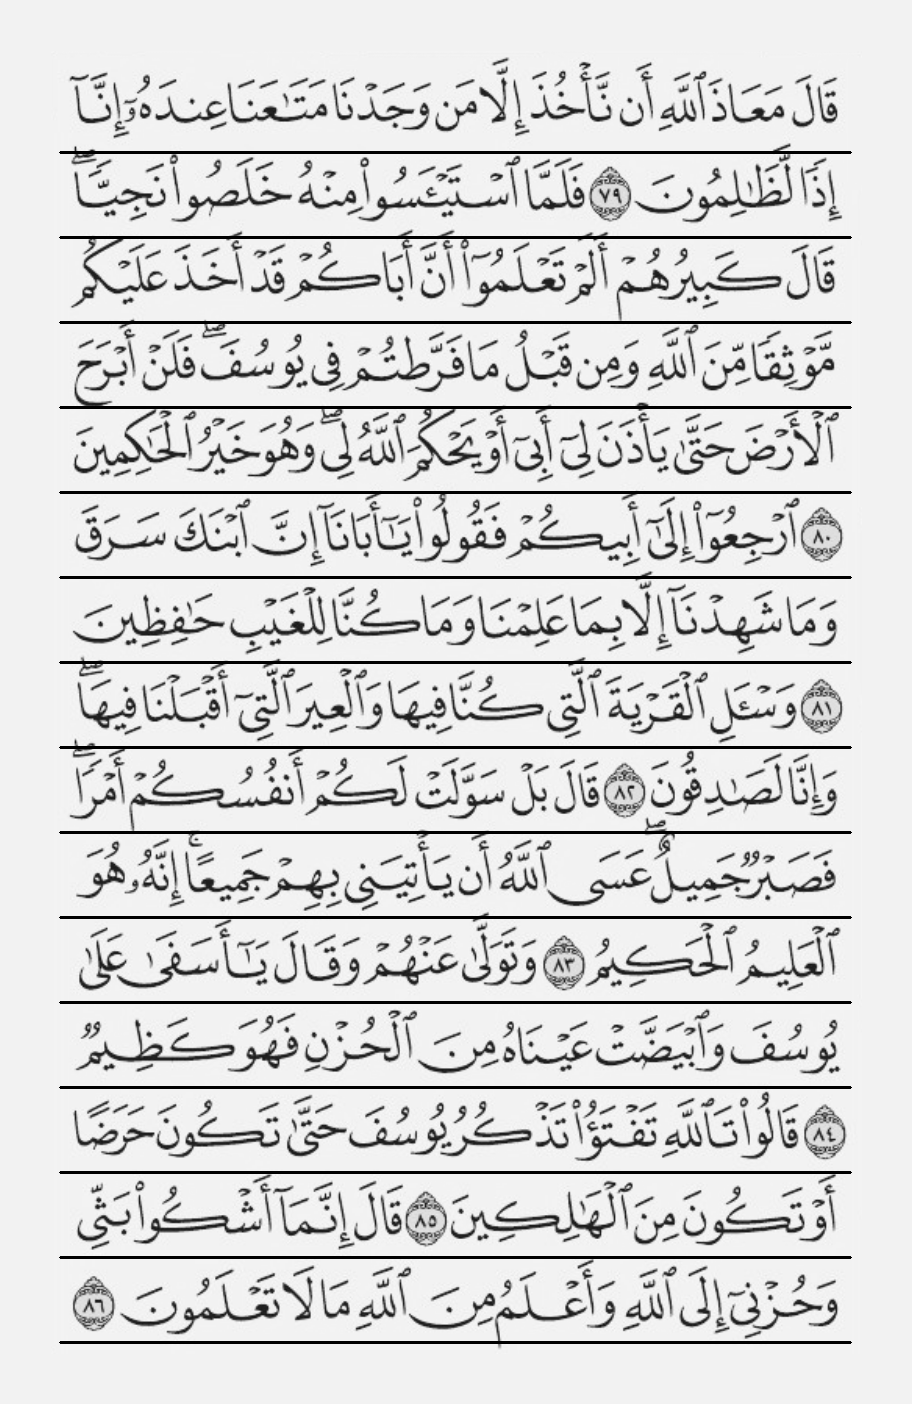 قَالَ مَعَاذَ ٱللَّهِ أَن نَّأْخُذَ إِلَّا مَن وَجَدْنَا مَتَـٰعَنَا عِندَهُۥٓ إِنَّآ
إِذًا لَّظَـٰلِمُونَ ٧٩ فَلَمَّا ٱسْتَيْـَٔسُوا۟ مِنْهُ خَلَصُوا۟ نَجِيًّا ۖ
قَالَ كَبِيرُهُمْ أَلَمْ تَعْلَمُوٓا۟ أَنَّ أَبَاكُمْ قَدْ أَخَذَ عَلَيْكُم
مَّوْثِقًا مِّنَ ٱللَّهِ وَمِن قَبْلُ مَا فَرَّطتُمْ فِى يُوسُفَ ۖ فَلَنْ أَبْرَحَ
ٱلْأَرْضَ حَتَّىٰ يَأْذَنَ لِىٓ أَبِىٓ أَوْ يَحْكُمَ ٱللَّهُ لِى ۖ وَهُوَ خَيْرُ ٱلْحَـٰكِمِينَ
٨٠ ٱرْجِعُوٓا۟ إِلَىٰٓ أَبِيكُمْ فَقُولُوا۟ يَـٰٓأَبَانَآ إِنَّ ٱبْنَكَ سَرَقَ
وَمَا شَهِدْنَآ إِلَّا بِمَا عَلِمْنَا وَمَا كُنَّا لِلْغَيْبِ حَـٰفِظِينَ
٨١ وَسْـَٔلِ ٱلْقَرْيَةَ ٱلَّتِى كُنَّا فِيهَا وَٱلْعِيرَ ٱلَّتِىٓ أَقْبَلْنَا فِيهَا ۖ
وَإِنَّا لَصَـٰدِقُونَ ٨٢ قَالَ بَلْ سَوَّلَتْ لَكُمْ أَنفُسُكُمْ أَمْرًا ۖ
فَصَبْرٌ جَمِيلٌ ۖ عَسَى ٱللَّهُ أَن يَأْتِيَنِى بِهِمْ جَمِيعًا ۚ إِنَّهُۥ هُوَ
ٱلْعَلِيمُ ٱلْحَكِيمُ ٨٣ وَتَوَلَّىٰ عَنْهُمْ وَقَالَ يَـٰٓأَسَفَىٰ عَلَىٰ
يُوسُفَ وَٱبْيَضَّتْ عَيْنَاهُ مِنَ ٱلْحُزْنِ فَهُوَ كَظِيمٌ
٨٤ قَالُوا۟ تَٱللَّهِ تَفْتَؤُا۟ تَذْكُرُ يُوسُفَ حَتَّىٰ تَكُونَ حَرَضًا
أَوْ تَكُونَ مِنَ ٱلْهَـٰلِكِينَ ٨٥ قَالَ إِنَّمَآ أَشْكُوا۟ بَثِّى
وَحُزْنِىٓ إِلَى ٱللَّهِ وَأَعْلَمُ مِنَ ٱللَّهِ مَا لَا تَعْلَمُونَ ٨٦